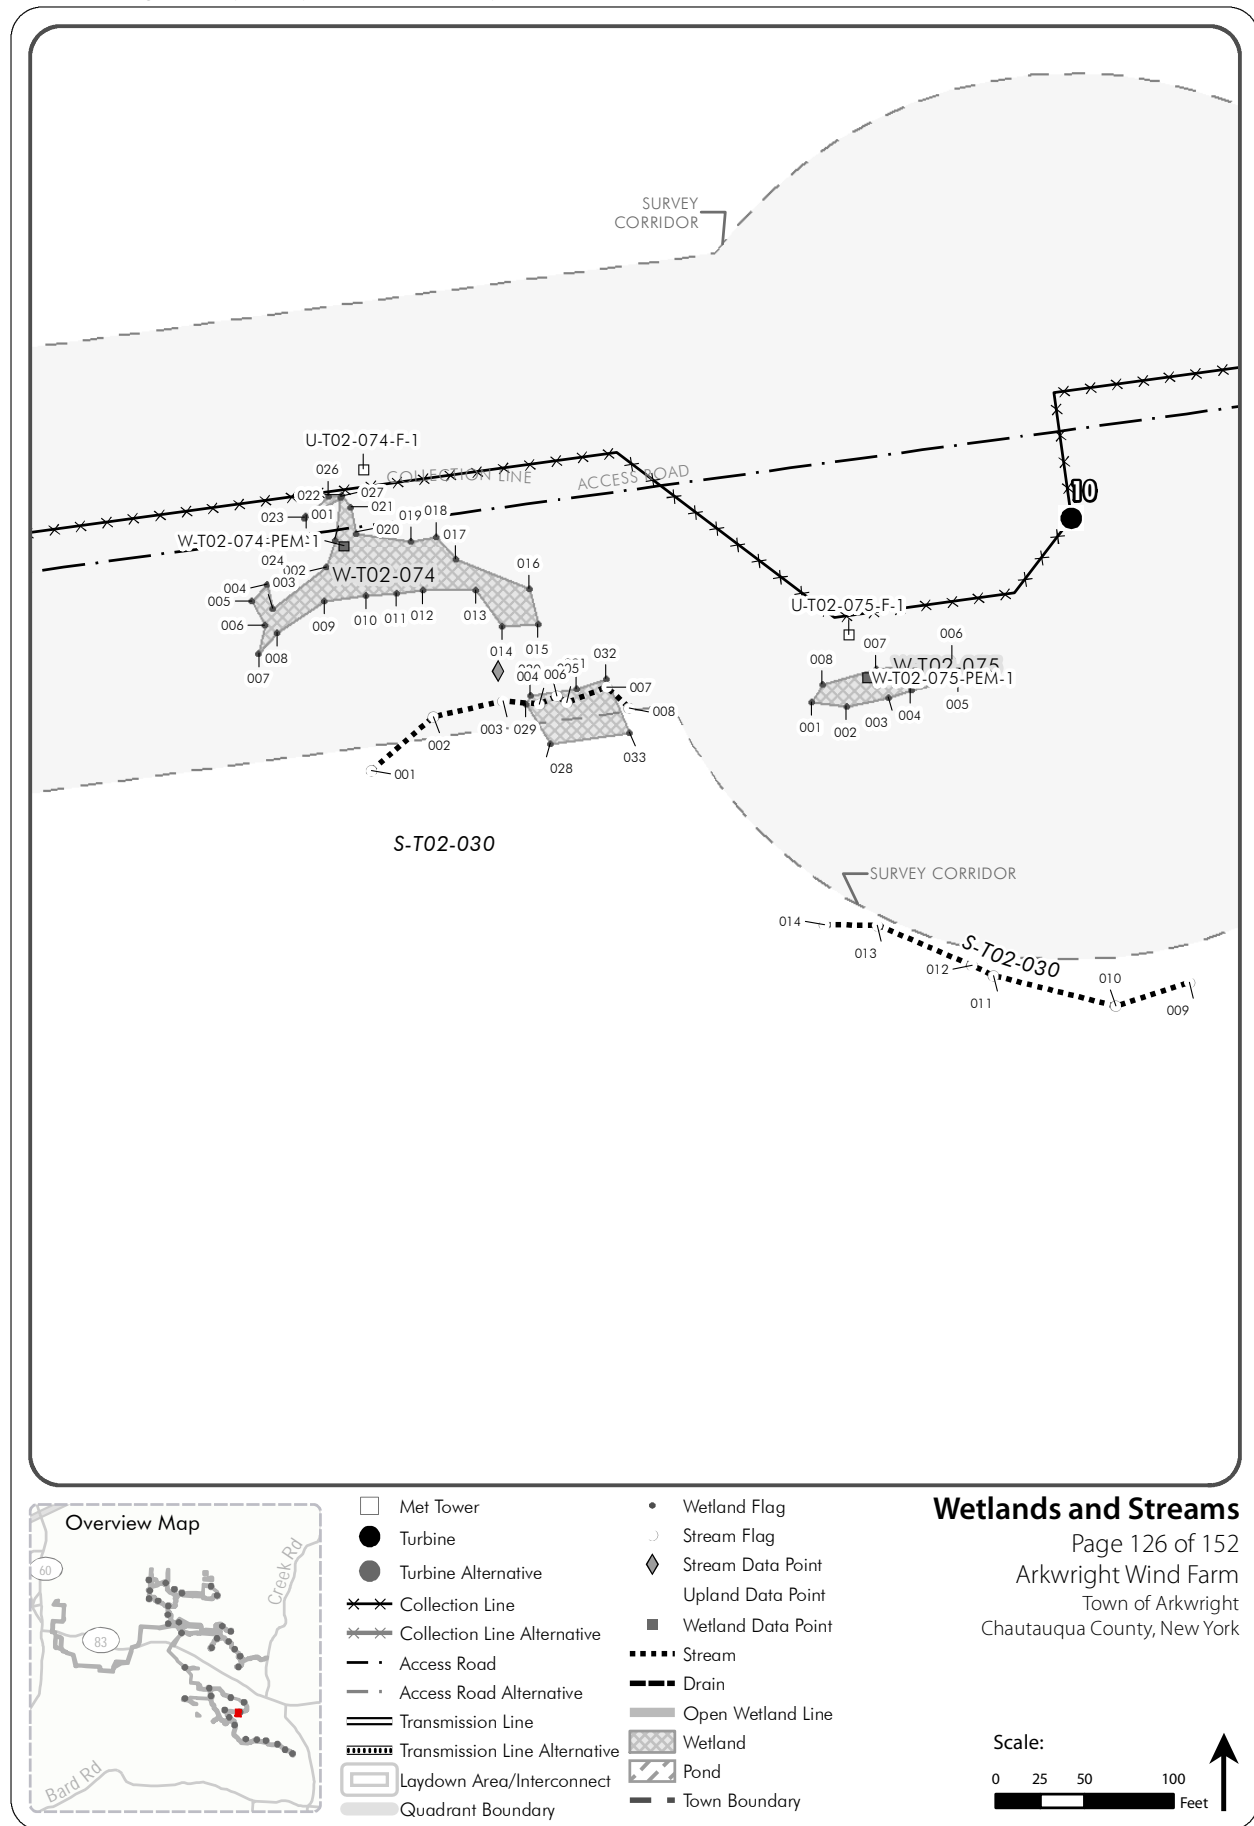 SURVEY
CORRIDOR
U-T02-074-F-1
COLLECTION LINE
ACCESS ROAD
10
026
022
027
023
001
021
020
019
018
017
W-T02-074-PEM-1
024
002
W-T02-074
016
004
003
005
006
009
010
011
012
013
008
007
014
015
U-T02-075-F-1
006
007
008
W-T02-075
W-T02-075-PEM-1
005
004
003
002
001
032
004
006
007
008
003
029
002
033
028
001
S-T02-030
SURVEY CORRIDOR
014
013
S-T02-030
012
011
010
009
Overview Map
60
83
Creek Rd
Bard Rd
Met Tower
Turbine
Turbine Alternative
Collection Line
Collection Line Alternative
Access Road
Access Road Alternative
Transmission Line
Transmission Line Alternative
Laydown Area/Interconnect
Quadrant Boundary
Wetland Flag
Stream Flag
Stream Data Point
Upland Data Point
Wetland Data Point
Stream
Drain
Open Wetland Line
Wetland
Pond
Town Boundary
Wetlands and Streams
Page 126 of 152
Arkwright Wind Farm
Town of Arkwright
Chautauqua County, New York
Scale:
0 25 50 100
Feet